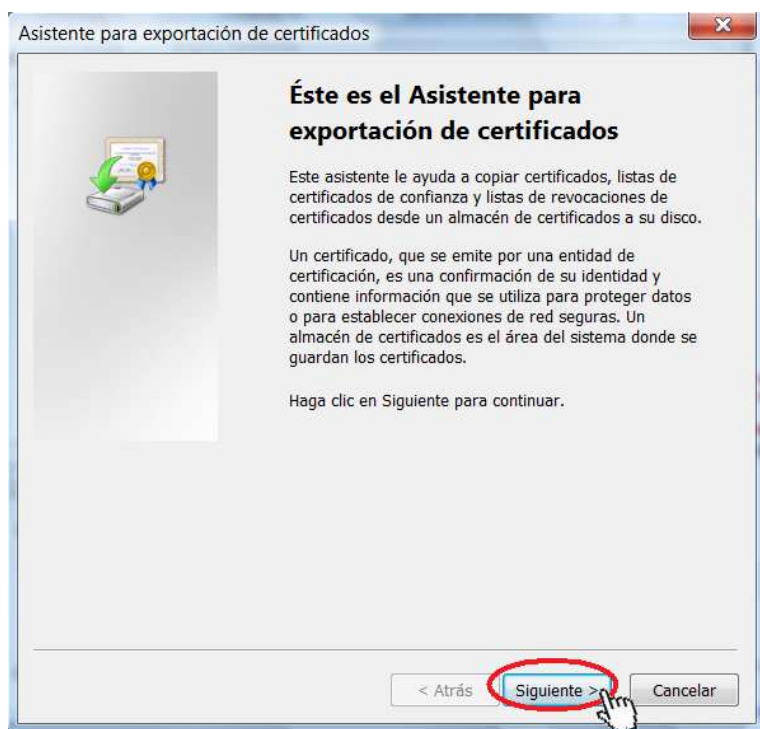 Asistente para exportación de certificados
Éste es el Asistente para
exportación de certificados
Este asistente le ayuda a copiar certificados, listas de
certificados de confianza y listas de revocaciones de
certificados desde un almacén de certificados a su disco.
Un certificado, que se emite por una entidad de
certificación, es una confirmación de su identidad y
contiene información que se utiliza para proteger datos
o para establecer conexiones de red seguras. Un
almacén de certificados es el área del sistema donde se
guardan los certificados.
Haga clic en Siguiente para continuar.
< Atrás Siguiente > Cancelar